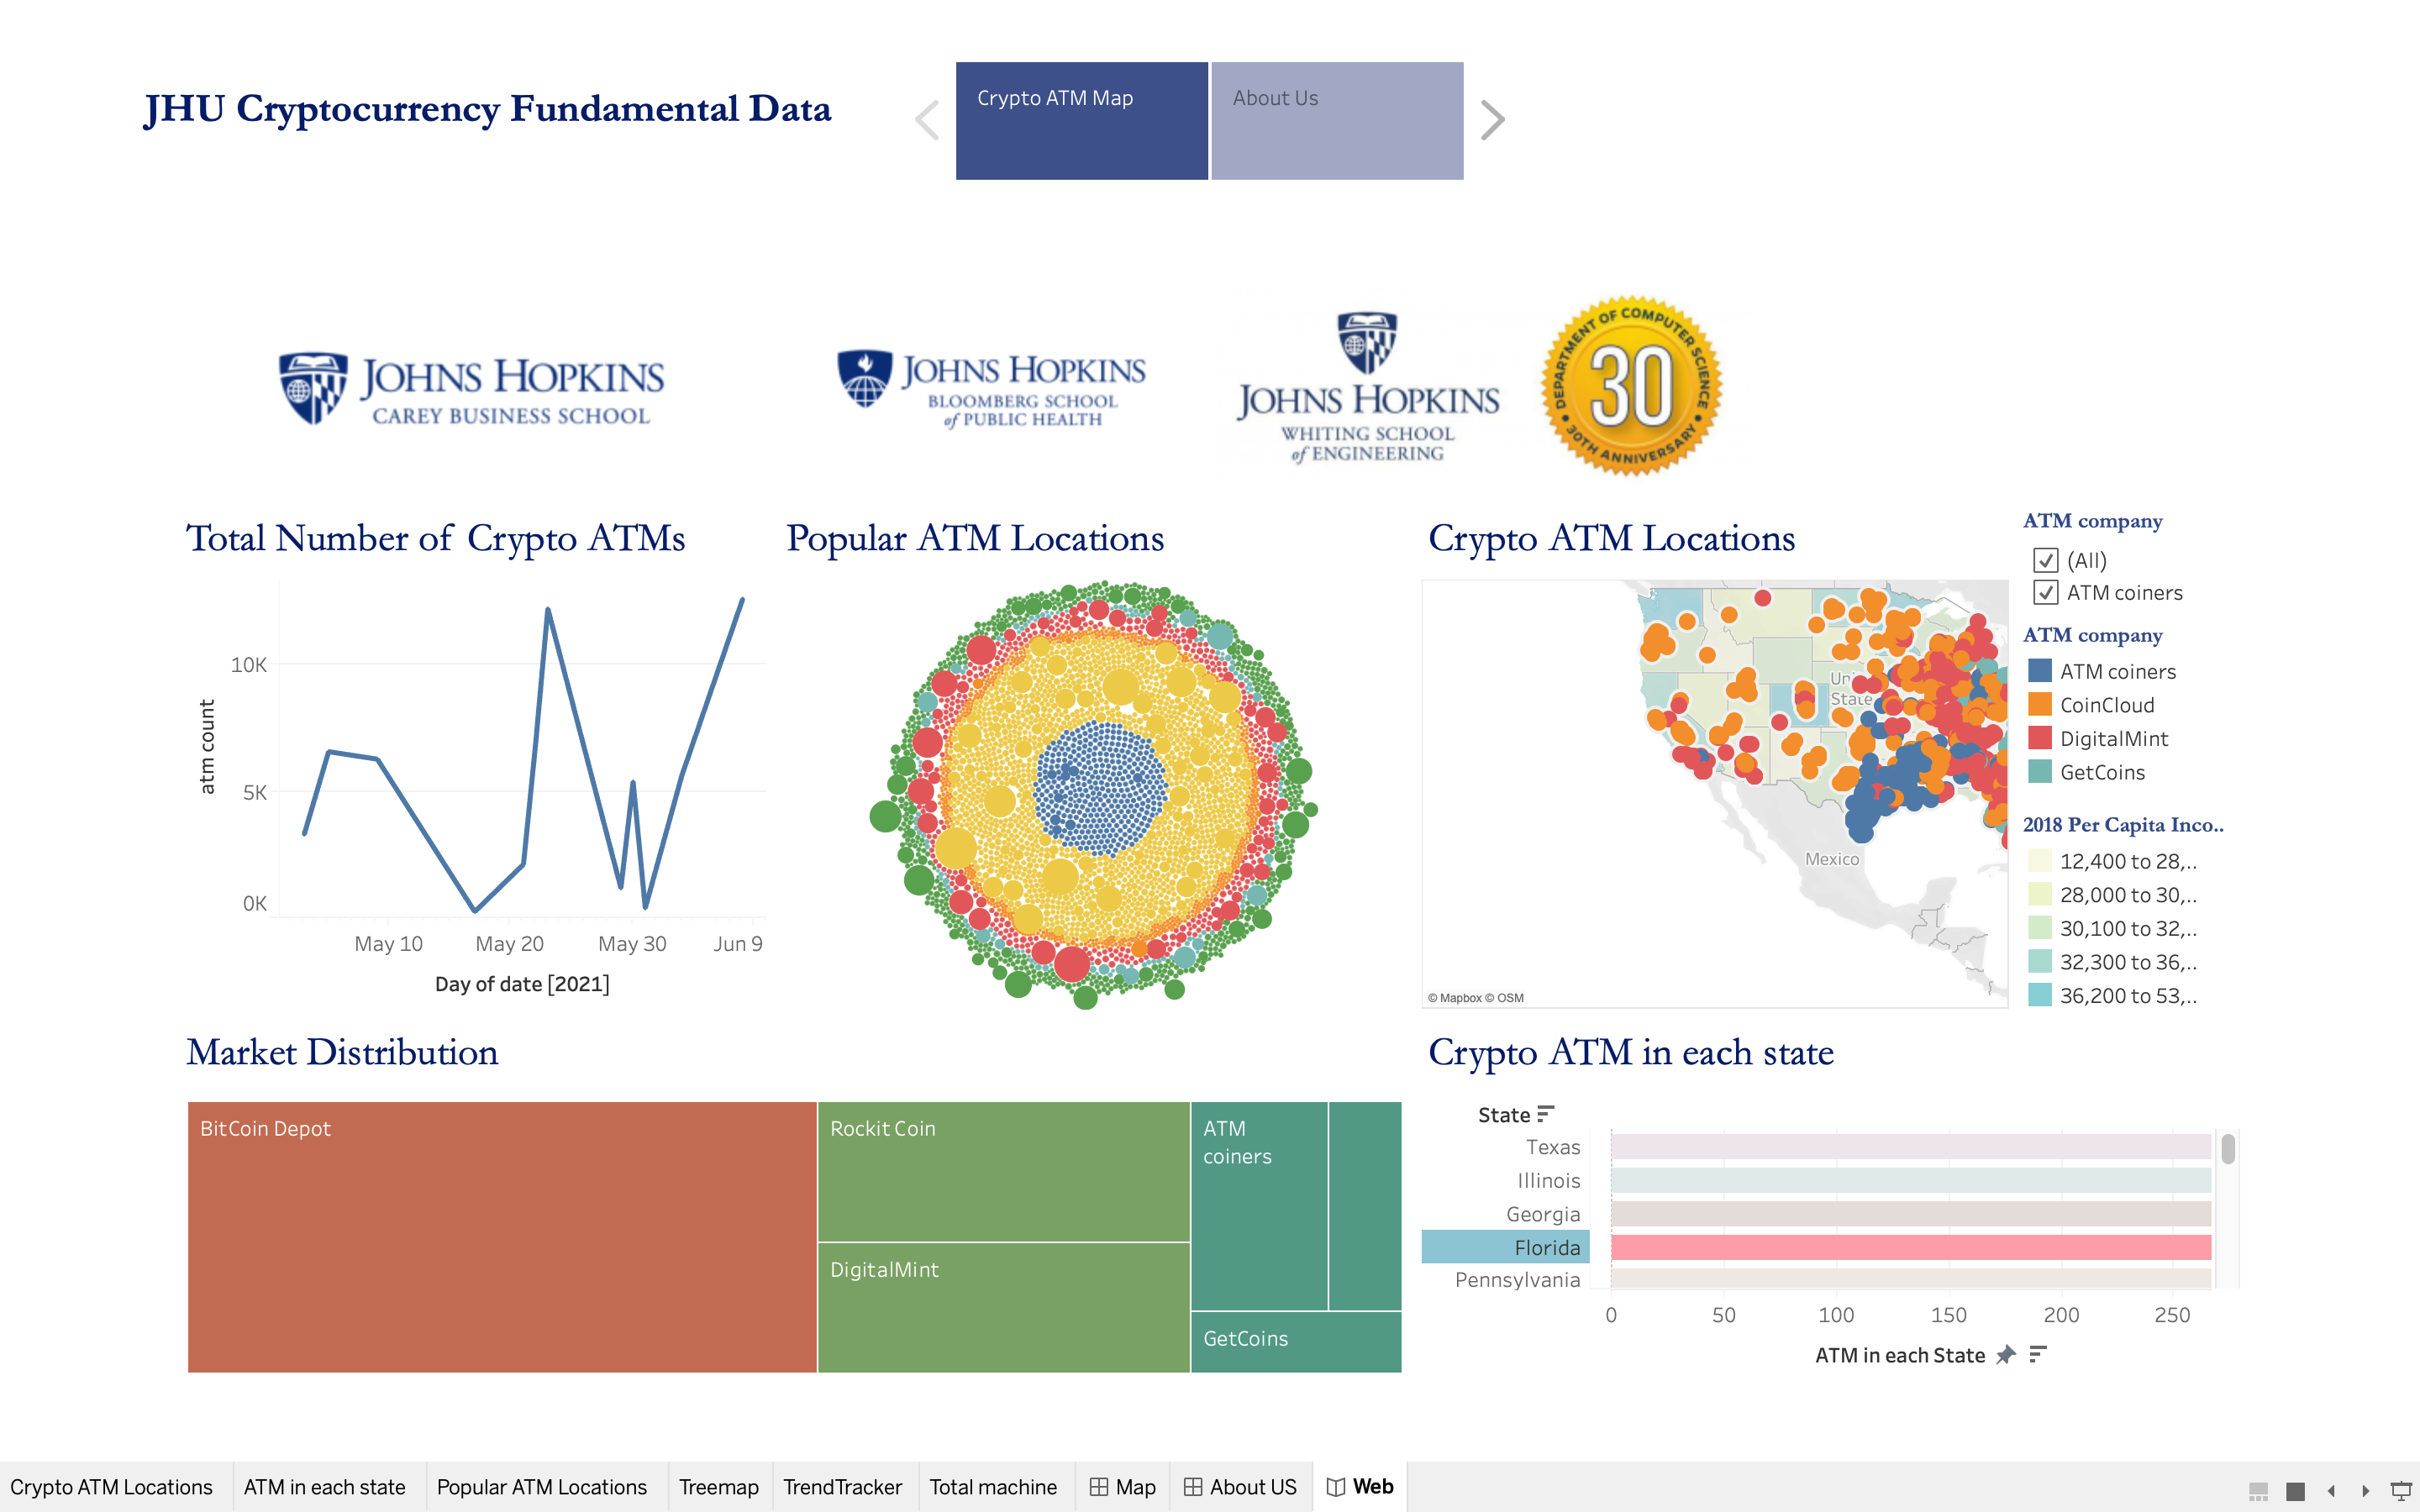 JHU Cryptocurrency Fundamental Data
Crypto ATM Map
About Us
JOHNS HOPKINS
CAREY BUSINESS SCHOOL
JOHNS HOPKINS
BLOOMBERG SCHOOL
of PUBLIC HEALTH
JOHNS HOPKINS
WHITING SCHOOL
of ENGINEERING
DEPARTMENT OF COMPUTER SCIENCE
30
30TH ANNIVERSARY
Total Number of Crypto ATMs
10K
5K
0K
atm count
May 10
May 20
May 30
Jun 9
Day of date [2021]
Popular ATM Locations
Crypto ATM Locations
Un
State
Mexico
© Mapbox © OSM
ATM company
(All)
ATM coiners
ATM company
ATM coiners
CoinCloud
DigitalMint
GetCoins
2018 Per Capita Inco..
12,400 to 28,..
28,000 to 30,..
30,100 to 32,..
32,300 to 36,..
36,200 to 53,..
Market Distribution
BitCoin Depot
Rockit Coin
DigitalMint
ATM
coiners
GetCoins
Crypto ATM in each state
State
Texas
Illinois
Georgia
Florida
Pennsylvania
0
50
100
150
200
250
ATM in each State
Crypto ATM Locations
ATM in each state
Popular ATM Locations
Treemap
TrendTracker
Total machine
Map
About US
Web